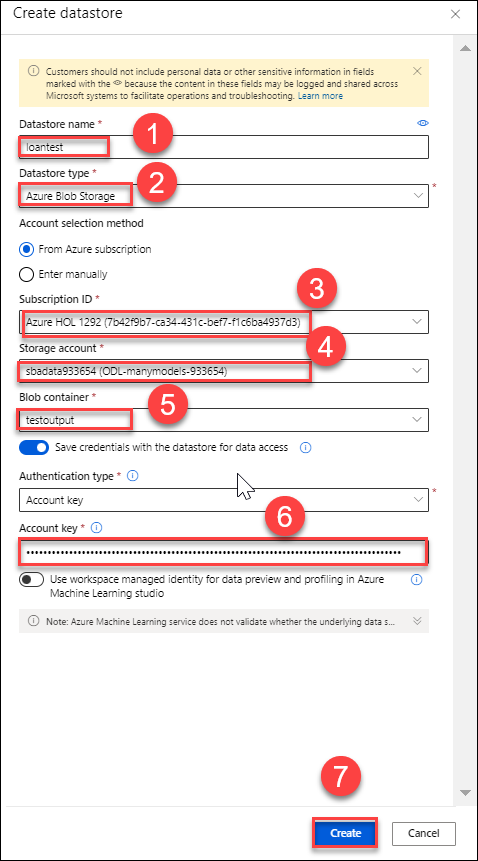 Create datastore
Customers should not include personal data or other sensitive information in fields
marked with the because the content in these fields may be logged and shared across
Microsoft systems to facilitate operations and troubleshooting. Learn more
Datastore name *
1
loantest
Datastore type *
2
Azure Blob Storage
*
Account selection method
From Azure subscription
Enter manually
Subscription ID *
3
Azure HOL 1292 (7b42f9b7-ca34-431c-bef7-f1c6ba4937d3)
Storage account *
4
sbadata933654 (ODL-manymodels-933654)
Blob container *
5
testoutput
Save credentials with the datastore for data access
Authentication type *
Account key
*
6
Account key *
Use workspace managed identity for data preview and profiling in Azure
Machine Learning studio
Note: Azure Machine Learning service does not validate whether the underlying data s...
7
Create
Cancel